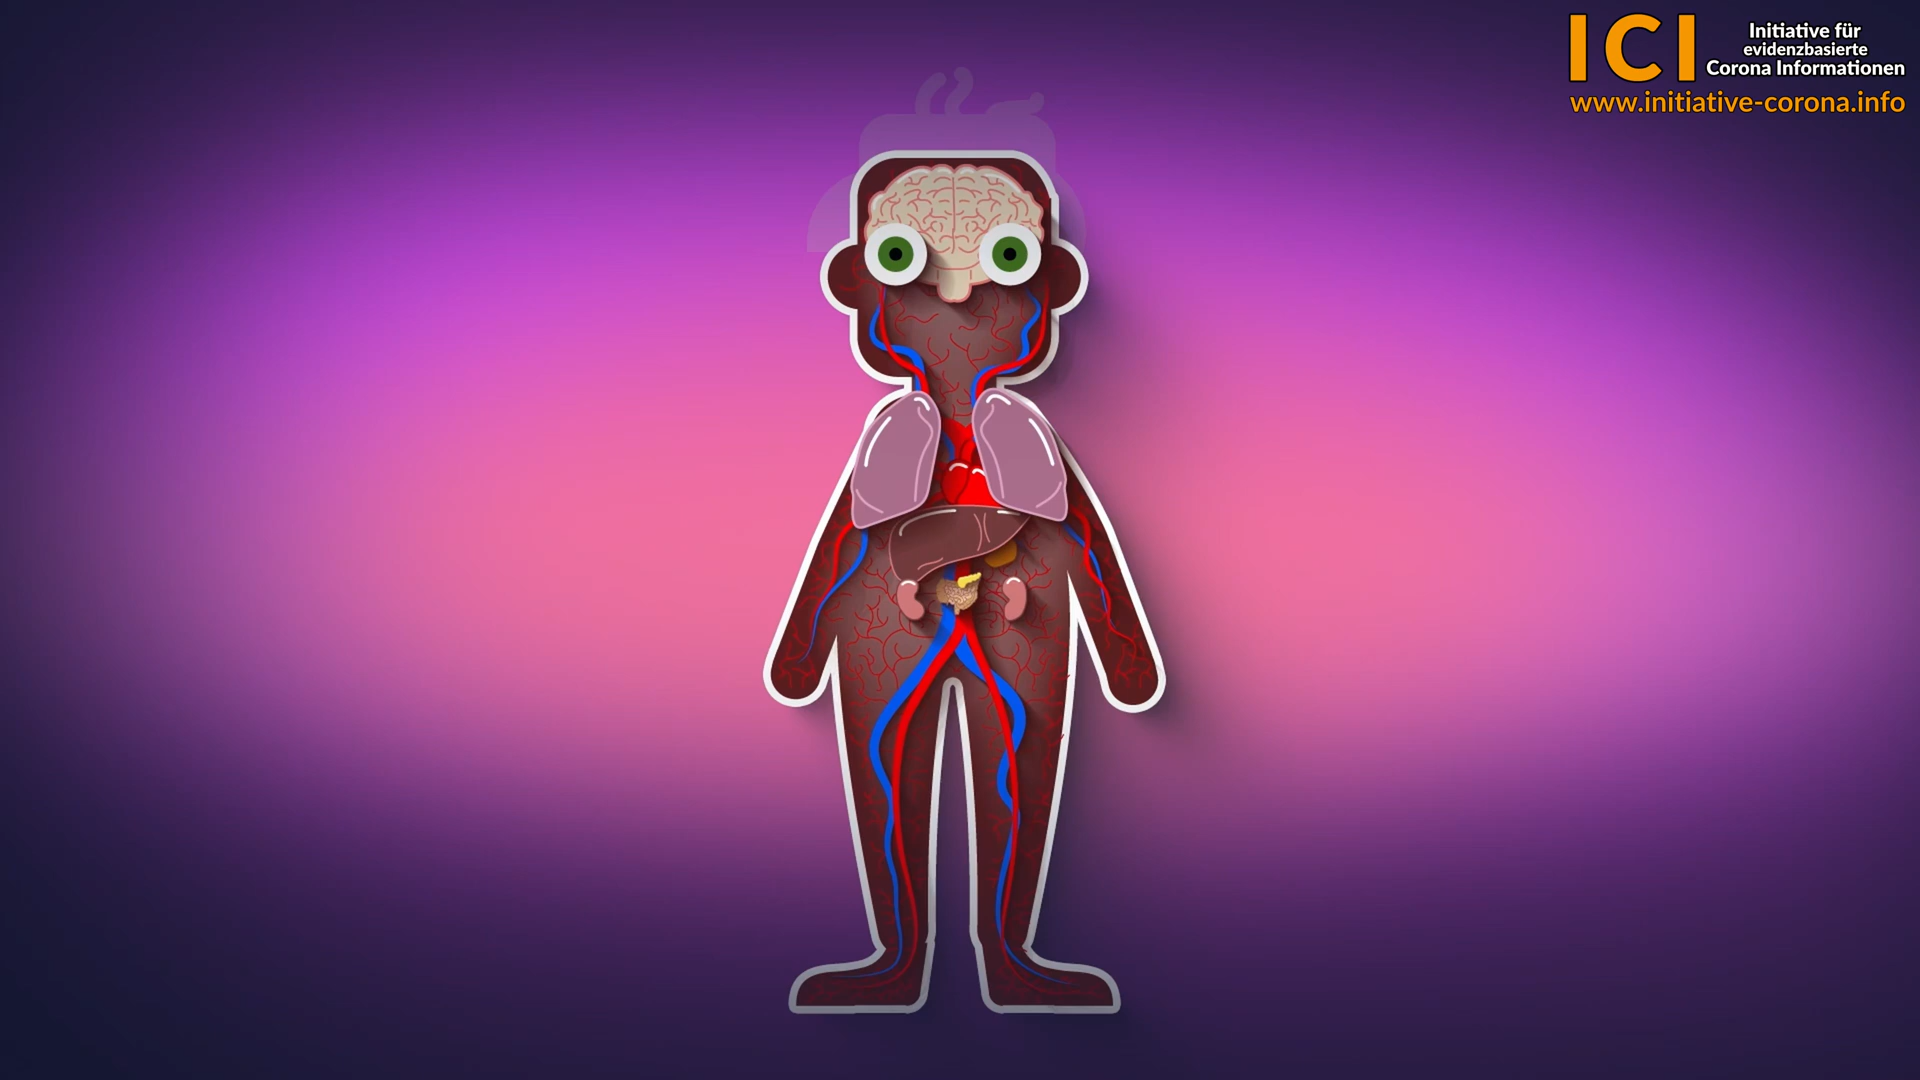 ICI
Initiative für
evidenzbasierte
Corona Informationen
www.initiative-corona.info